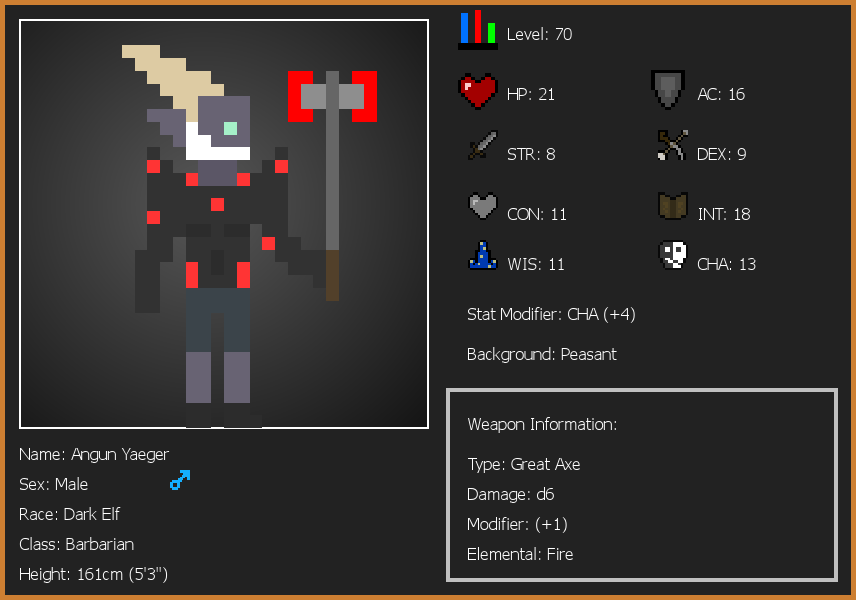 Level: 70
HP: 21
AC: 16
STR: 8
DEX: 9
CON: 11
INT: 18
WIS: 11
CHA: 13
Stat Modifier: CHA (+4)
Background: Peasant
Weapon Information:
Type: Great Axe
Damage: d6
Modifier: (+1)
Elemental: Fire
Name: Angun Yaeger
Sex: Male
Race: Dark Elf
Class: Barbarian
Height: 161cm (5'3")